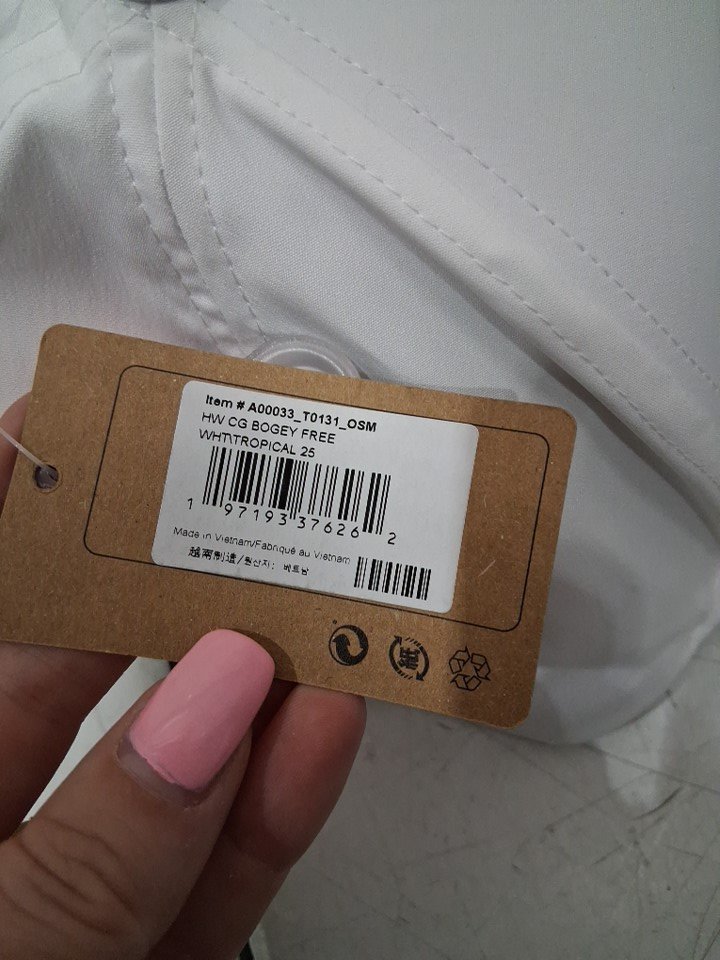 Item # A00033_T0131_OSM
HW CG BOGEY FREE
WHT\TROPICAL 25
1 97193 37626 2
Made in Vietnam/Fabriqué au Vietnam
越南制造/원산지: 베트남